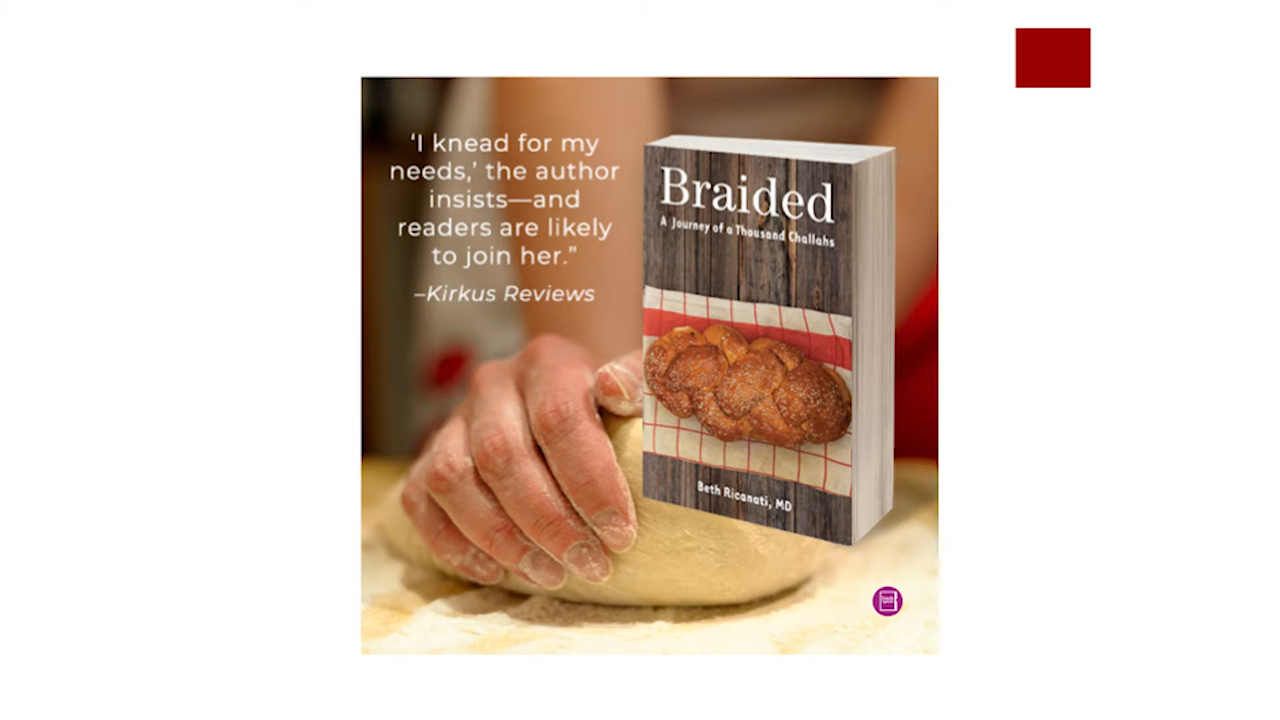 ‘I knead for my
needs,’ the author
insists—and
readers are likely
to join her.”
–Kirkus Reviews
Braided
A Journey of a Thousand Challahs
Beth Ricanati, MD